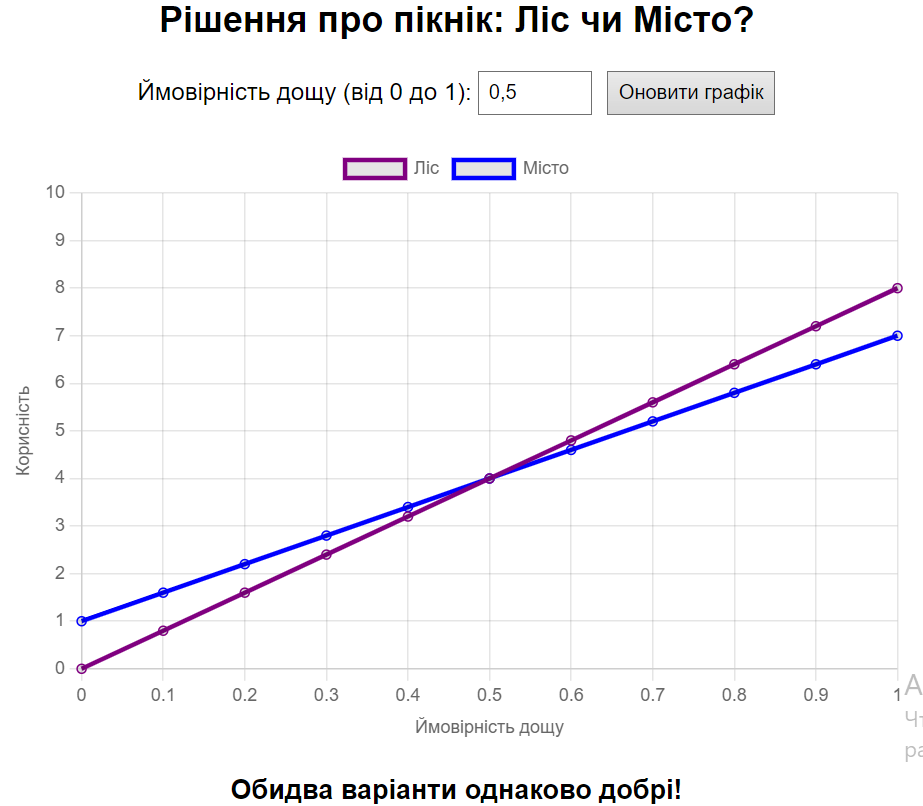 Рішення про пікнік: Ліс чи Місто?
Ймовірність дощу (від 0 до 1): 0,5 Оновити графік
Ліс Місто
10
9
8
7
6
5
4
3
2
1
0
Корисність
0 0.1 0.2 0.3 0.4 0.5 0.6 0.7 0.8 0.9 1
Ймовірність дощу
Обидва варіанти однаково добрі!